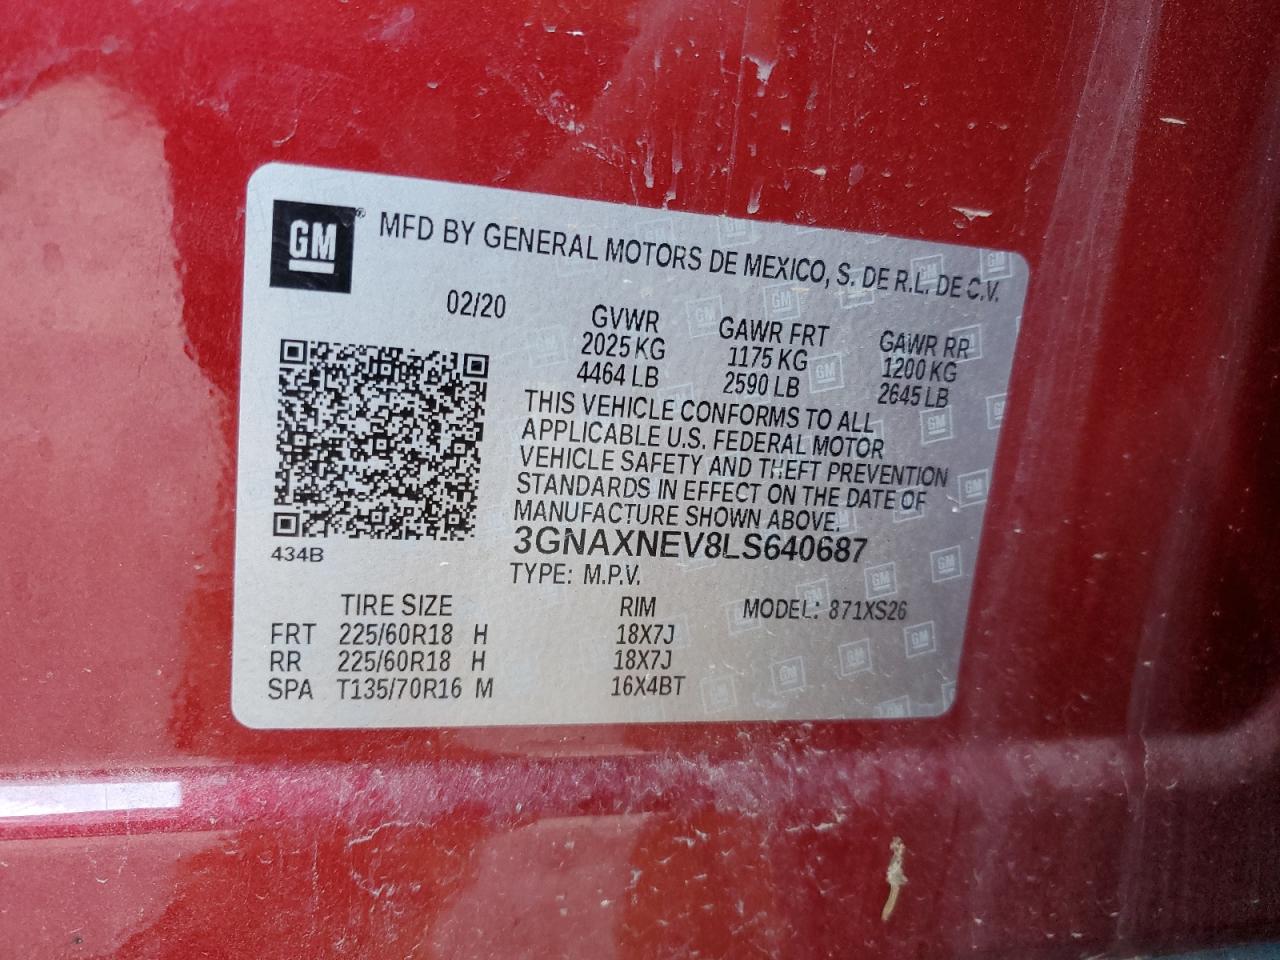 GM ® MFD BY GENERAL MOTORS DE MEXICO, S. DE R.L. DE C.V.
02/20
GVWR GAWR FRT GAWR RR
2025 KG 1175 KG 1200 KG
4464 LB 2590 LB 2645 LB
THIS VEHICLE CONFORMS TO ALL
APPLICABLE U.S. FEDERAL MOTOR
VEHICLE SAFETY AND THEFT PREVENTION
STANDARDS IN EFFECT ON THE DATE OF
MANUFACTURE SHOWN ABOVE.
434B
3GNAXNEV8LS640687
TYPE: M.P.V.
TIRE SIZE RIM MODEL: 871XS26
FRT 225/60R18 H 18X7J
RR 225/60R18 H 18X7J
SPA T135/70R16 M 16X4BT